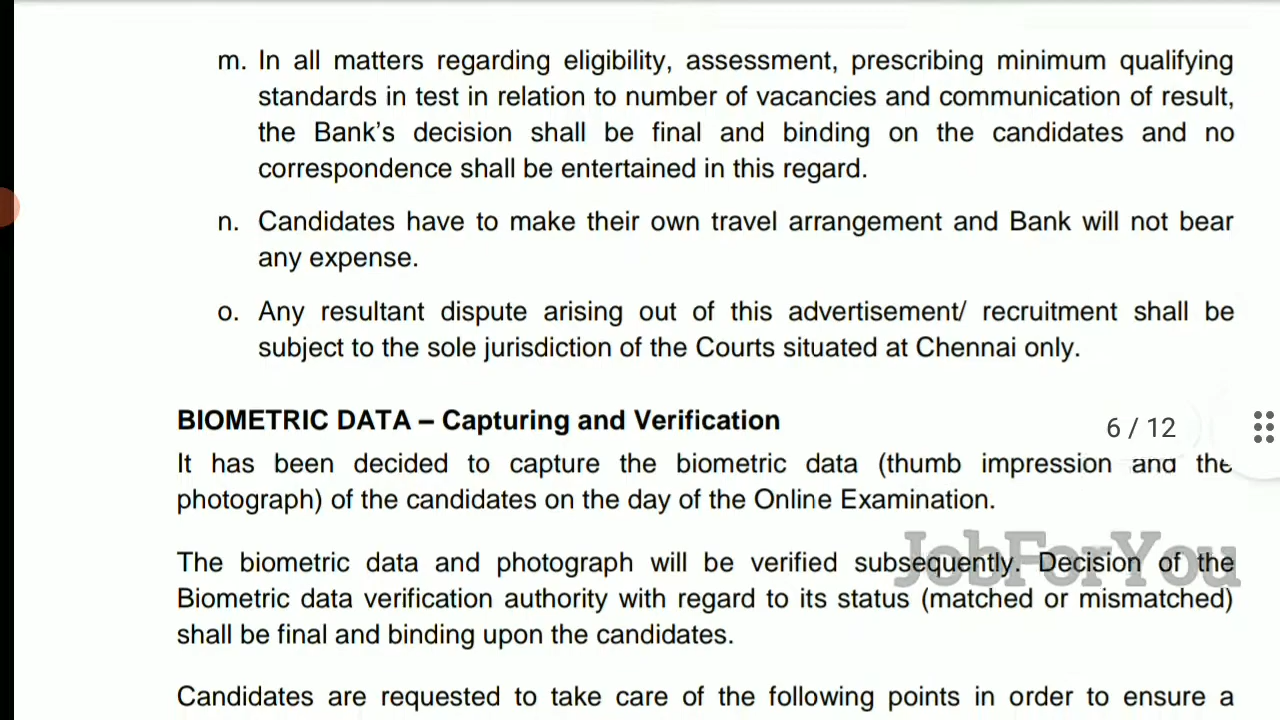 m. In all matters regarding eligibility, assessment, prescribing minimum qualifying
standards in test in relation to number of vacancies and communication of result,
the Bank's decision shall be final and binding on the candidates and no
correspondence shall be entertained in this regard.
n. Candidates have to make their own travel arrangement and Bank will not bear
any expense.
o. Any resultant dispute arising out of this advertisement/ recruitment shall be
subject to the sole jurisdiction of the Courts situated at Chennai only.
BIOMETRIC DATA – Capturing and Verification
6 / 12
It has been decided to capture the biometric data (thumb impression and the
photograph) of the candidates on the day of the Online Examination.
JobForYou
The biometric data and photograph will be verified subsequently. Decision of the
Biometric data verification authority with regard to its status (matched or mismatched)
shall be final and binding upon the candidates.
Candidates are requested to take care of the following points in order to ensure a